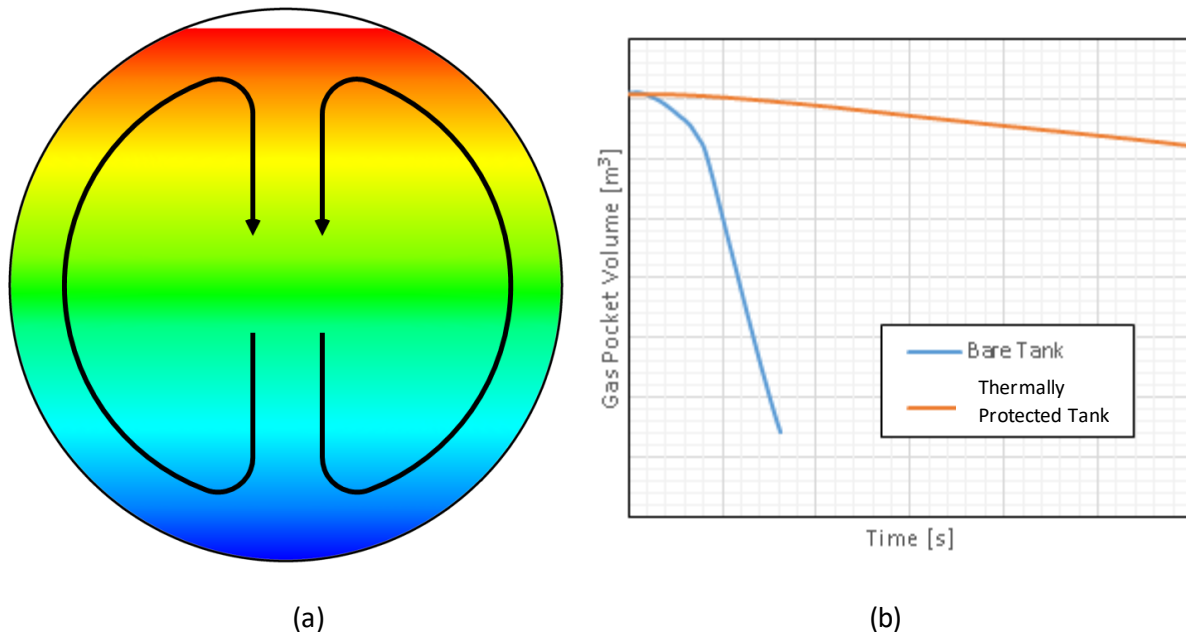 Gas Pocket Volume [m³]
Bare Tank
Thermally
Protected Tank
Time [s]
(a)
(b)